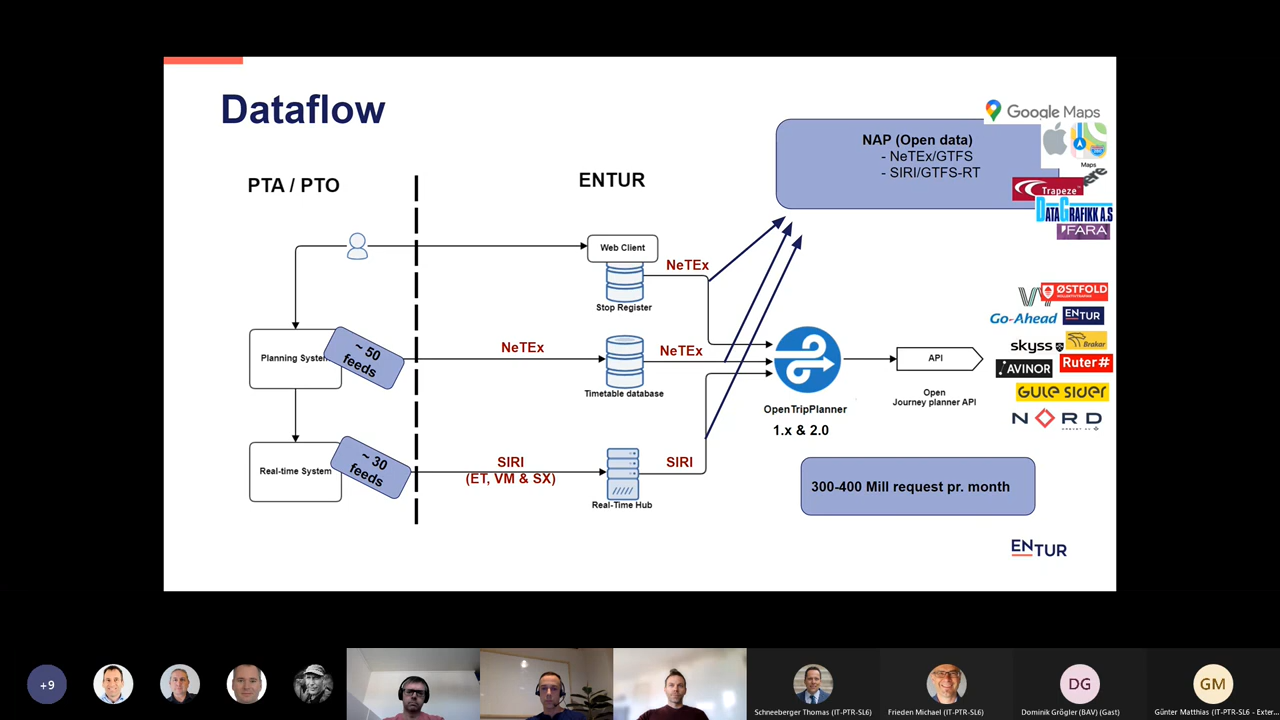 Dataflow
PTA / PTO
ENTUR
NAP (Open data)
- NeTEx/GTFS
- SIRI/GTFS-RT
Google Maps
Maps
here
Trapeze
DATAGRAFIKK A.S
FARA
Web Client
NeTEx
Stop Register
Planning System
~ 50
feeds
NeTEx
NeTEx
Timetable database
OpenTripPlanner
1.x & 2.0
API
Open
Journey planner API
ØSTFOLD
Go-Ahead
ENTUR
skyss
Brakar
AVINOR
Ruter#
GULE SIDER
NORD
Real-time System
~ 30
feeds
SIRI
(ET, VM & SX)
SIRI
Real-Time Hub
300-400 Mill request pr. month
ENTUR
+9
Schneeberger Thomas (IT-PTR-SL6)
Frieden Michael (IT-PTR-SL6)
DG
Dominik Grögler (BAV) (Gast)
GM
Günter Matthias (IT-PTR-SL6 - Exter...